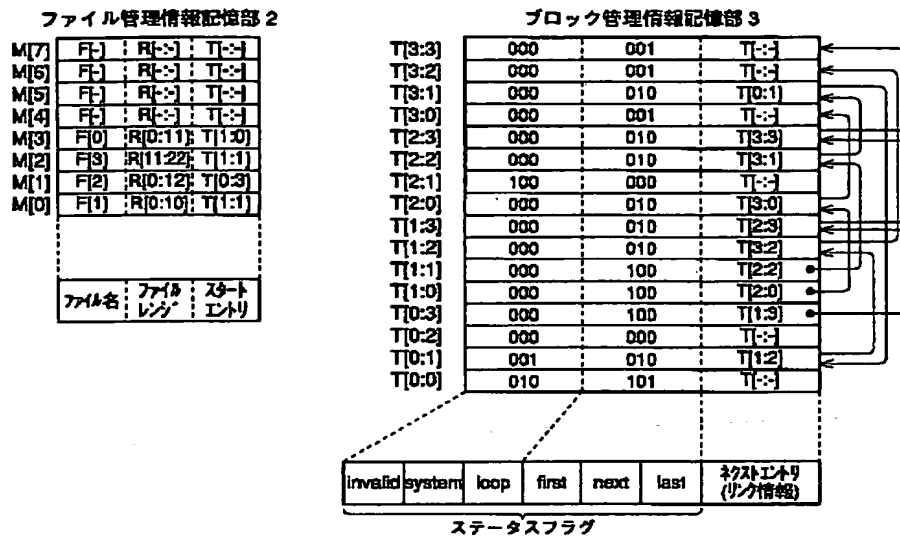 ファイル管理情報記憶部 2
M[7] F[-] R[-:-] T[-:-]
M[6] F[-] R[-:-] T[-:-]
M[5] F[-] R[-:-] T[-:-]
M[4] F[-] R[-:-] T[-:-]
M[3] F[0] R[0:11] T[1:0]
M[2] F[3] R[11:22] T[1:1]
M[1] F[2] R[0:12] T[0:3]
M[0] F[1] R[0:10] T[1:1]
ファイル名 ファイルレンジ スタートエントリ
ブロック管理情報記憶部 3
T[3:3] 000 001 T[-:-]
T[3:2] 000 001 T[-:-]
T[3:1] 000 010 T[0:1]
T[3:0] 000 001 T[-:-]
T[2:3] 000 010 T[3:3]
T[2:2] 000 010 T[3:1]
T[2:1] 100 000 T[-:-]
T[2:0] 000 010 T[3:0]
T[1:3] 000 010 T[2:3]
T[1:2] 000 010 T[3:2]
T[1:1] 000 100 T[2:2]
T[1:0] 000 100 T[2:0]
T[0:3] 000 100 T[1:3]
T[0:2] 000 000 T[-:-]
T[0:1] 001 010 T[1:2]
T[0:0] 010 101 T[-:-]
invalid system loop first next last ネクストエントリ
(リンク情報)
ステータスフラグ